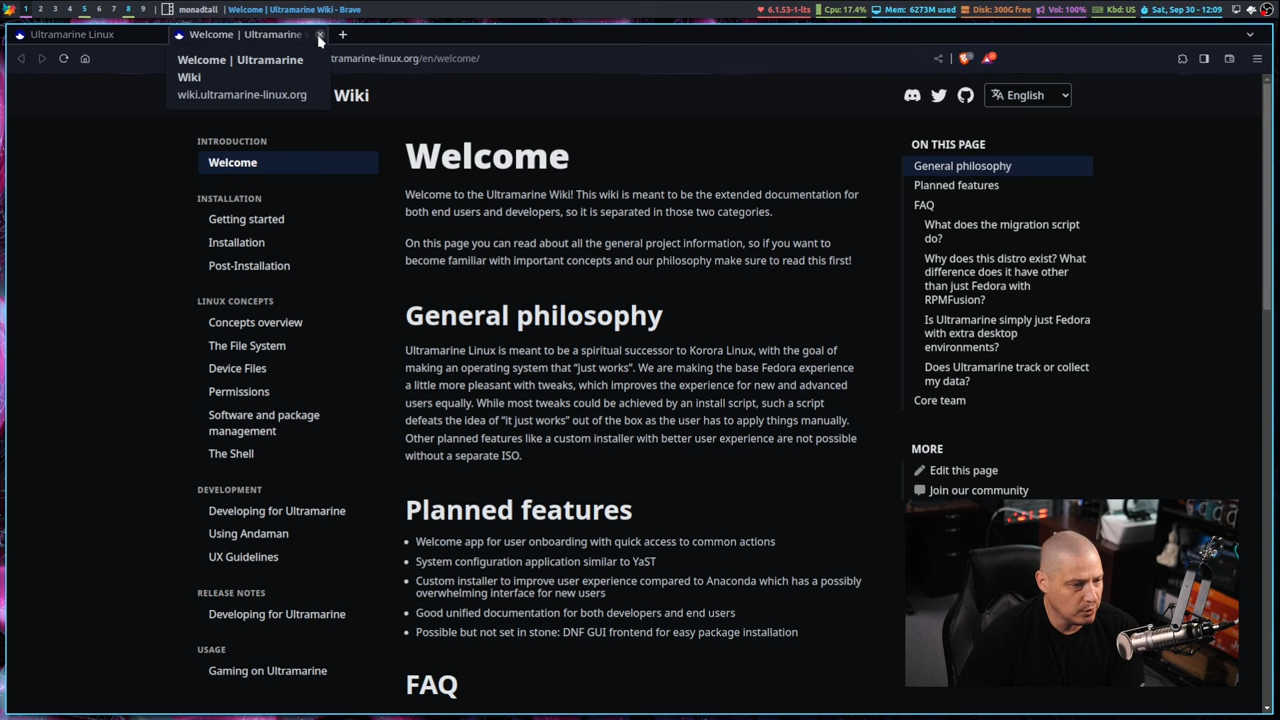 1 2 3 4 5 6 7 8 9 | monadtall | Welcome | Ultramarine Wiki - Brave
6.1.53-1-lts Cpu: 17.4% Mem: 6273M used Disk: 300G free Vol: 100% Kbd: US Sat, Sep 30 - 12:09
Ultramarine Linux
Welcome | Ultramarine
tramarine-linux.org/en/welcome/
Welcome | Ultramarine
Wiki
wiki.ultramarine-linux.org
Wiki
English
INTRODUCTION
Welcome
INSTALLATION
Getting started
Installation
Post-Installation
LINUX CONCEPTS
Concepts overview
The File System
Device Files
Permissions
Software and package
management
The Shell
DEVELOPMENT
Developing for Ultramarine
Using Andaman
UX Guidelines
RELEASE NOTES
Developing for Ultramarine
USAGE
Gaming on Ultramarine
Welcome
Welcome to the Ultramarine Wiki! This wiki is meant to be the extended documentation for
both end users and developers, so it is separated in those two categories.
On this page you can read about all the general project information, so if you want to
become familiar with important concepts and our philosophy make sure to read this first!
General philosophy
Ultramarine Linux is meant to be a spiritual successor to Korora Linux, with the goal of
making an operating system that “just works”. We are making the base Fedora experience
a little more pleasant with tweaks, which improves the experience for new and advanced
users equally. While most tweaks could be achieved by an install script, such a script
defeats the idea of “it just works” out of the box as the user has to apply things manually.
Other planned features like a custom installer with better user experience are not possible
without a separate ISO.
Planned features
• Welcome app for user onboarding with quick access to common actions
• System configuration application similar to YaST
• Custom installer to improve user experience compared to Anaconda which has a possibly
overwhelming interface for new users
• Good unified documentation for both developers and end users
• Possible but not set in stone: DNF GUI frontend for easy package installation
FAQ
ON THIS PAGE
General philosophy
Planned features
FAQ
What does the migration script
do?
Why does this distro exist? What
difference does it have other
than just Fedora with
RPMFusion?
Is Ultramarine simply just Fedora
with extra desktop
environments?
Does Ultramarine track or collect
my data?
Core team
MORE
Edit this page
Join our community